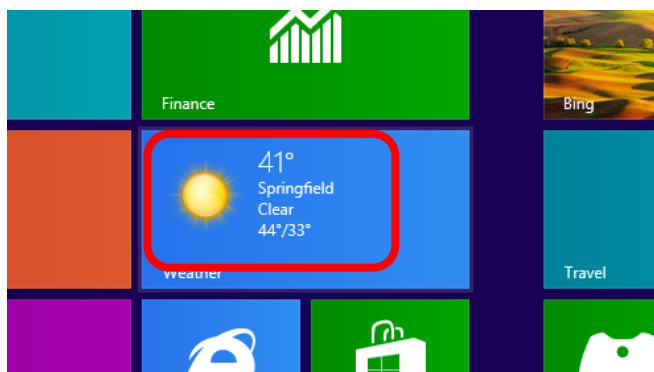 Finance
Bing
41°
Springfield
Clear
44°/33°
Weather
Travel